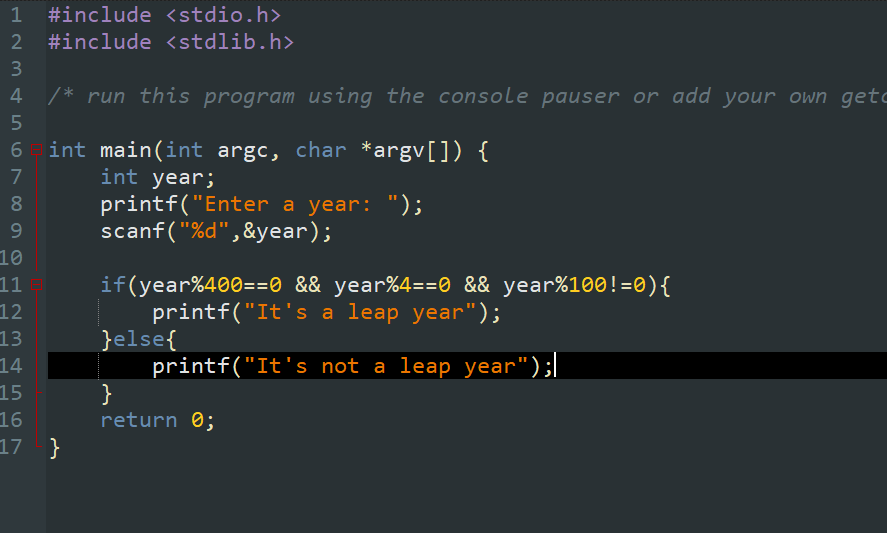 1 #include <stdio.h>
2 #include <stdlib.h>
3
4 /* run this program using the console pauser or add your own
5
6 int main(int argc, char *argv[]) {
7 int year;
8 printf("Enter a year: ");
9 scanf("%d",&year);
10
11 if(year%400==0 && year%4==0 && year%100!=0){
12 printf("It's a leap year");
13 }else{
14 printf("It's not a leap year");
15 }
16 return 0;
17 }